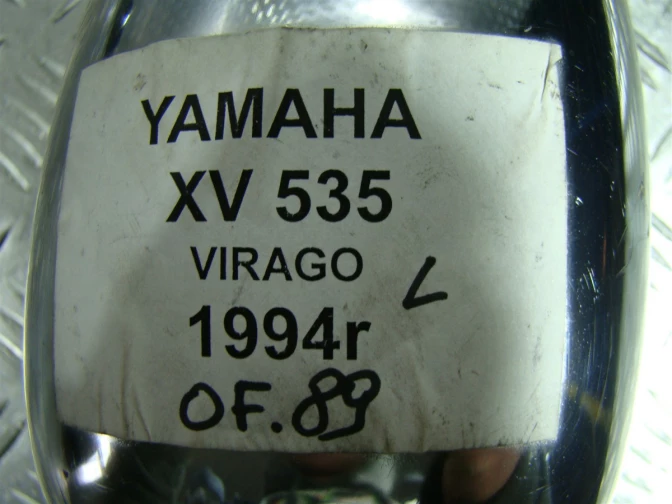 YAMAHA
XV 535
VIRAGO
L
1994r
OF.89